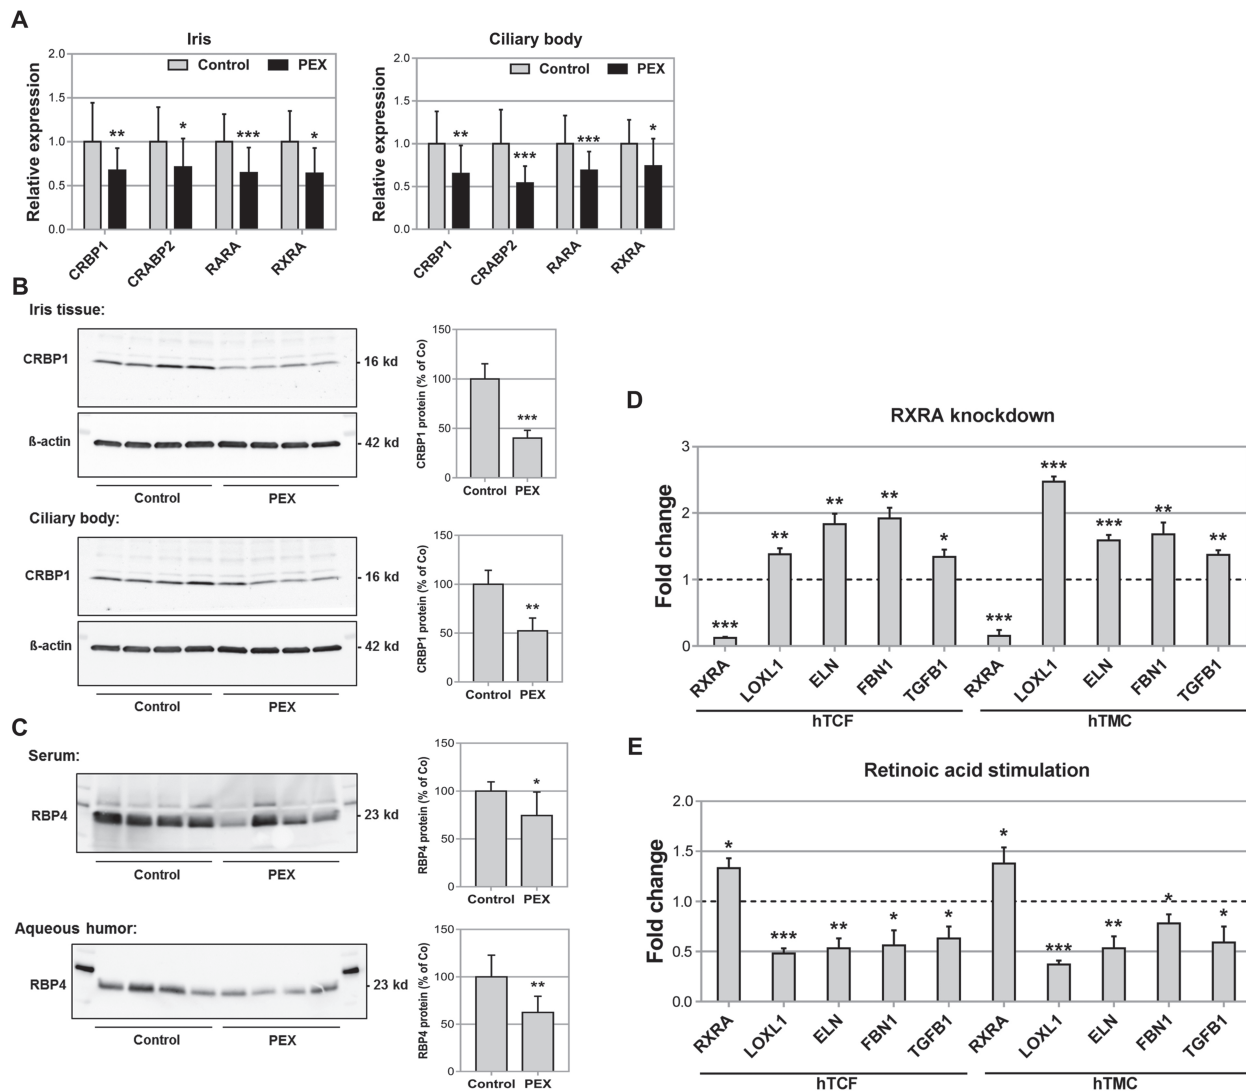 A
Iris
Relative expression
2.0
1.5
1.0
0.5
0.0
Control PEX
** * *** *
CRBP1 CRABP2 RARA RXRA
Ciliary body
Relative expression
2.0
1.5
1.0
0.5
0.0
Control PEX
** *** *** *
CRBP1 CRABP2 RARA RXRA
B
Iris tissue:
CRBP1
- 16 kd
ß-actin
- 42 kd
Control PEX
CRBP1 protein (% of Co)
150
100
50
0
***
Control PEX
Ciliary body:
CRBP1
- 16 kd
ß-actin
- 42 kd
Control PEX
CRBP1 protein (% of Co)
150
100
50
0
**
Control PEX
C
Serum:
RBP4
- 23 kd
Control PEX
RBP4 protein (% of Co)
150
100
50
0
*
Control PEX
Aqueous humor:
RBP4
- 23 kd
Control PEX
RBP4 protein (% of Co)
150
100
50
0
**
Control PEX
D
RXRA knockdown
Fold change
3
2
1
0
*** ** ** ** * *** *** *** ** **
RXRA LOXL1 ELN FBN1 TGFB1 RXRA LOXL1 ELN FBN1 TGFB1
hTCF hTMC
E
Retinoic acid stimulation
Fold change
2.0
1.5
1.0
0.5
0.0
* *** ** * * * *** ** * *
RXRA LOXL1 ELN FBN1 TGFB1 RXRA LOXL1 ELN FBN1 TGFB1
hTCF hTMC